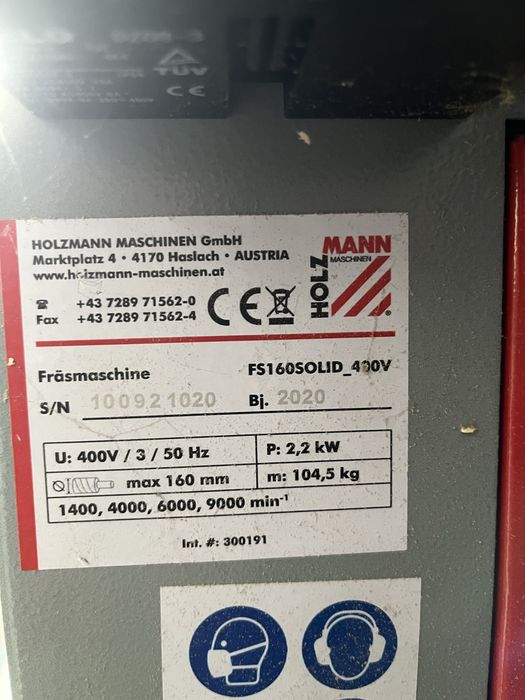 TÜV
CE
HOLZMANN MASCHINEN GmbH
Marktplatz 4 • 4170 Haslach • AUSTRIA
www.holzmann-maschinen.at
☎ +43 7289 71562-0
Fax +43 7289 71562-4
CE
HOLZ
MANN
MASCHINEN
®
Fräsmaschine FS160SOLID_400V
S/N 100921020 Bj. 2020
U: 400V / 3 / 50 Hz P: 2,2 kW
max 160 mm m: 104,5 kg
1400, 4000, 6000, 9000 min⁻¹
Int. #: 300191